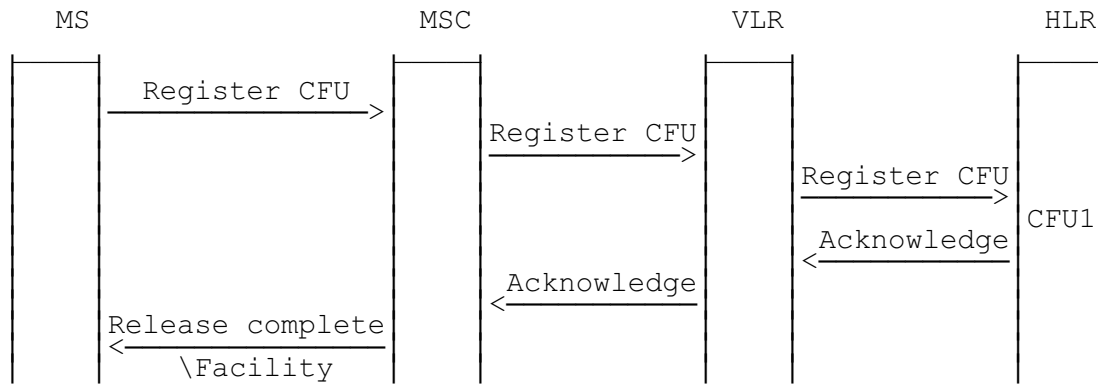 MS MSC VLR HLR
Register CFU
Register CFU
Register CFU
CFU1
Acknowledge
Acknowledge
Release complete
\Facility